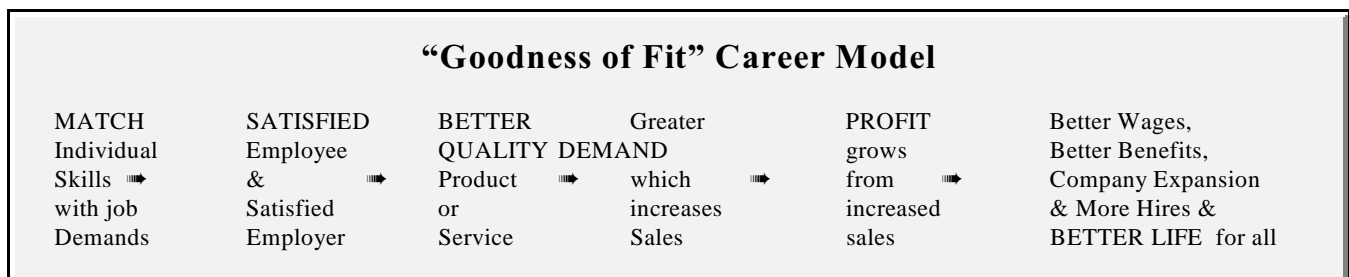 “Goodness of Fit” Career Model
MATCH SATISFIED BETTER Greater PROFIT Better Wages,
Individual Employee QUALITY DEMAND grows Better Benefits,
Skills ➠ & ➠ Product ➠ which ➠ from ➠ Company Expansion
with job Satisfied or increases increased & More Hires &
Demands Employer Service Sales sales BETTER LIFE for all